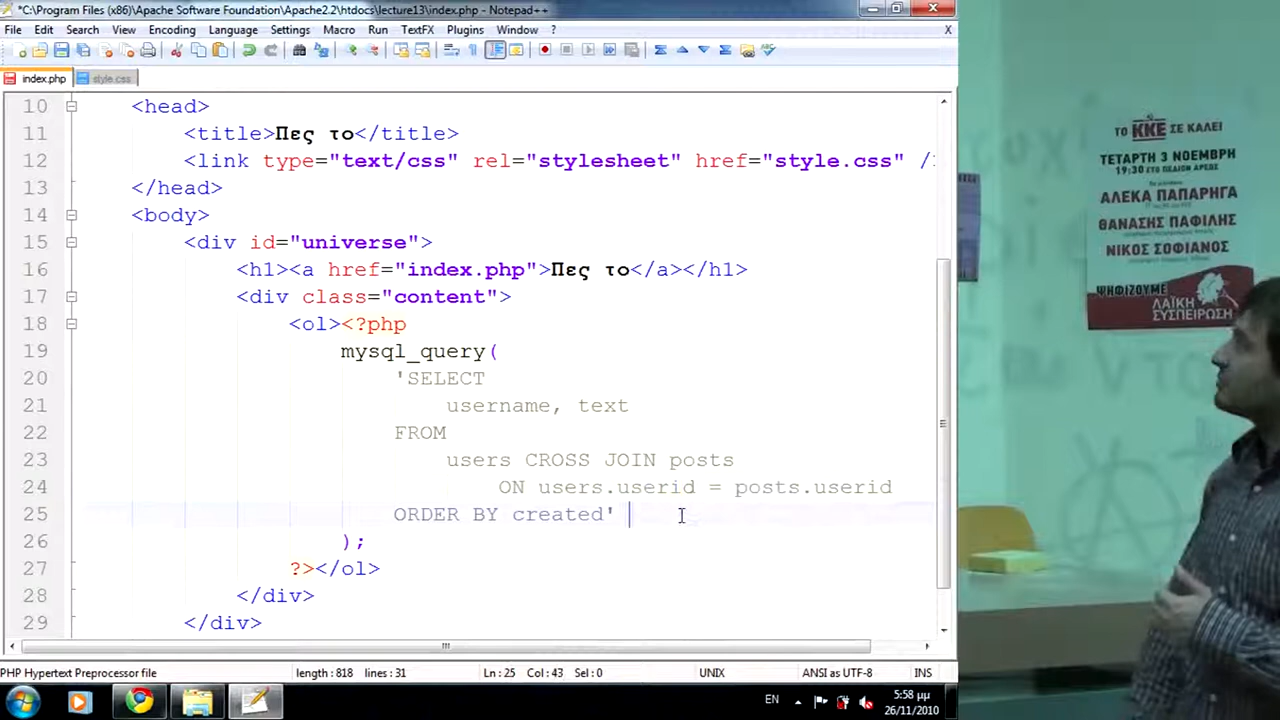 *C:\Program Files (x86)\Apache Software Foundation\Apache2.2\htdocs\lecture13\index.php - Notepad++
File Edit Search View Encoding Language Settings Macro Run TextFX Plugins Window ? X
index.php style.css
10 <head>
11 <title>Πες το</title>
12 <link type="text/css" rel="stylesheet" href="style.css" /
13 </head>
14 <body>
15 <div id="universe">
16 <h1><a href="index.php">Πες το</a></h1>
17 <div class="content">
18 <ol><?php
19 mysql_query(
20 'SELECT
21 username, text
22 FROM
23 users CROSS JOIN posts
24 ON users.userid = posts.userid
25 ORDER BY created'
26 );
27 ?></ol>
28 </div>
29 </div>
PHP Hypertext Preprocessor file length : 818 lines : 31 Ln : 25 Col : 43 Sel : 0 UNIX ANSI as UTF-8 INS
EN
5:58 μμ
26/11/2010
ΤΟ ΚΚΕ ΣΕ ΚΑΛΕΙ
ΤΕΤΑΡΤΗ 3 ΝΟΕΜΒΡΗ
19:30 ΣΤΟ ΠΕΔΙΟΝ ΑΡΕΩΣ
ΑΛΕΚΑ ΠΑΠΑΡΗΓΑ
ΘΑΝΑΣΗΣ ΠΑΦΙΛΗΣ
ΝΙΚΟΣ ΣΟΦΙΑΝΟΣ
ΨΗΦΙΖΟΥΜΕ
ΛΑΪΚΗ
ΣΥΣΠΕΙΡΩΣΗ